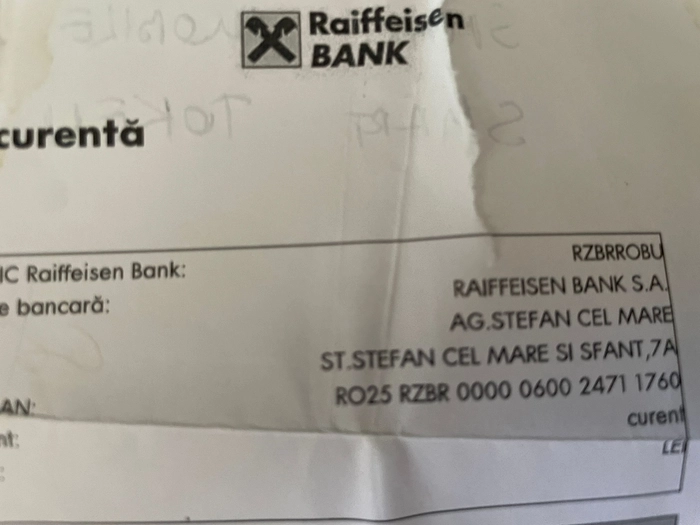 Raiffeisen
BANK
curentă
IC Raiffeisen Bank:
RZBRROBU
e bancară:
RAIFFEISEN BANK S.A.
AG.STEFAN CEL MARE
ST.STEFAN CEL MARE SI SFANT,7A
AN:
RO25 RZBR 0000 0600 2471 1760
nt:
curent
LEI